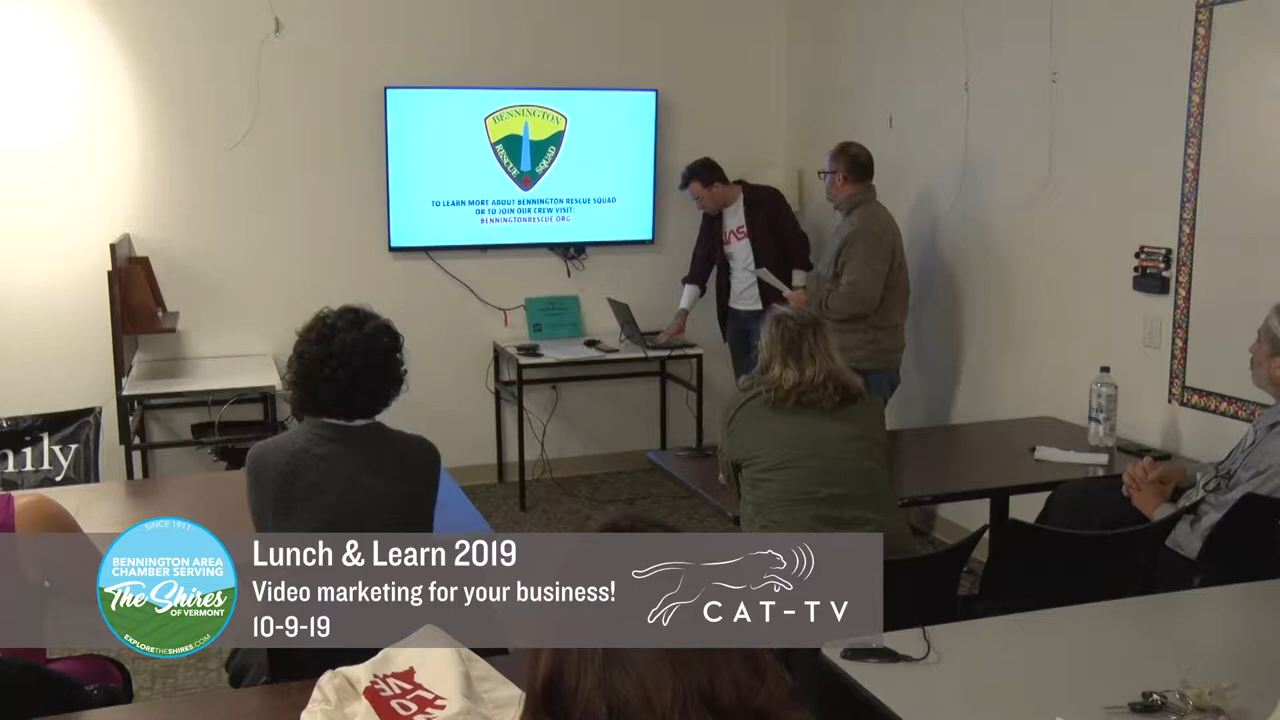 BENNINGTON
RESCUE SQUAD
TO LEARN MORE ABOUT BENNINGTON RESCUE SQUAD
OR TO JOIN OUR CREW VISIT:
BENNINGTONRESCUE.ORG
NASA
mily
SINCE 1911
BENNINGTON AREA
CHAMBER SERVING
The Shires
OF VERMONT
EXPLORETHESHIRES.COM
Lunch & Learn 2019
Video marketing for your business!
10-9-19
CAT-TV